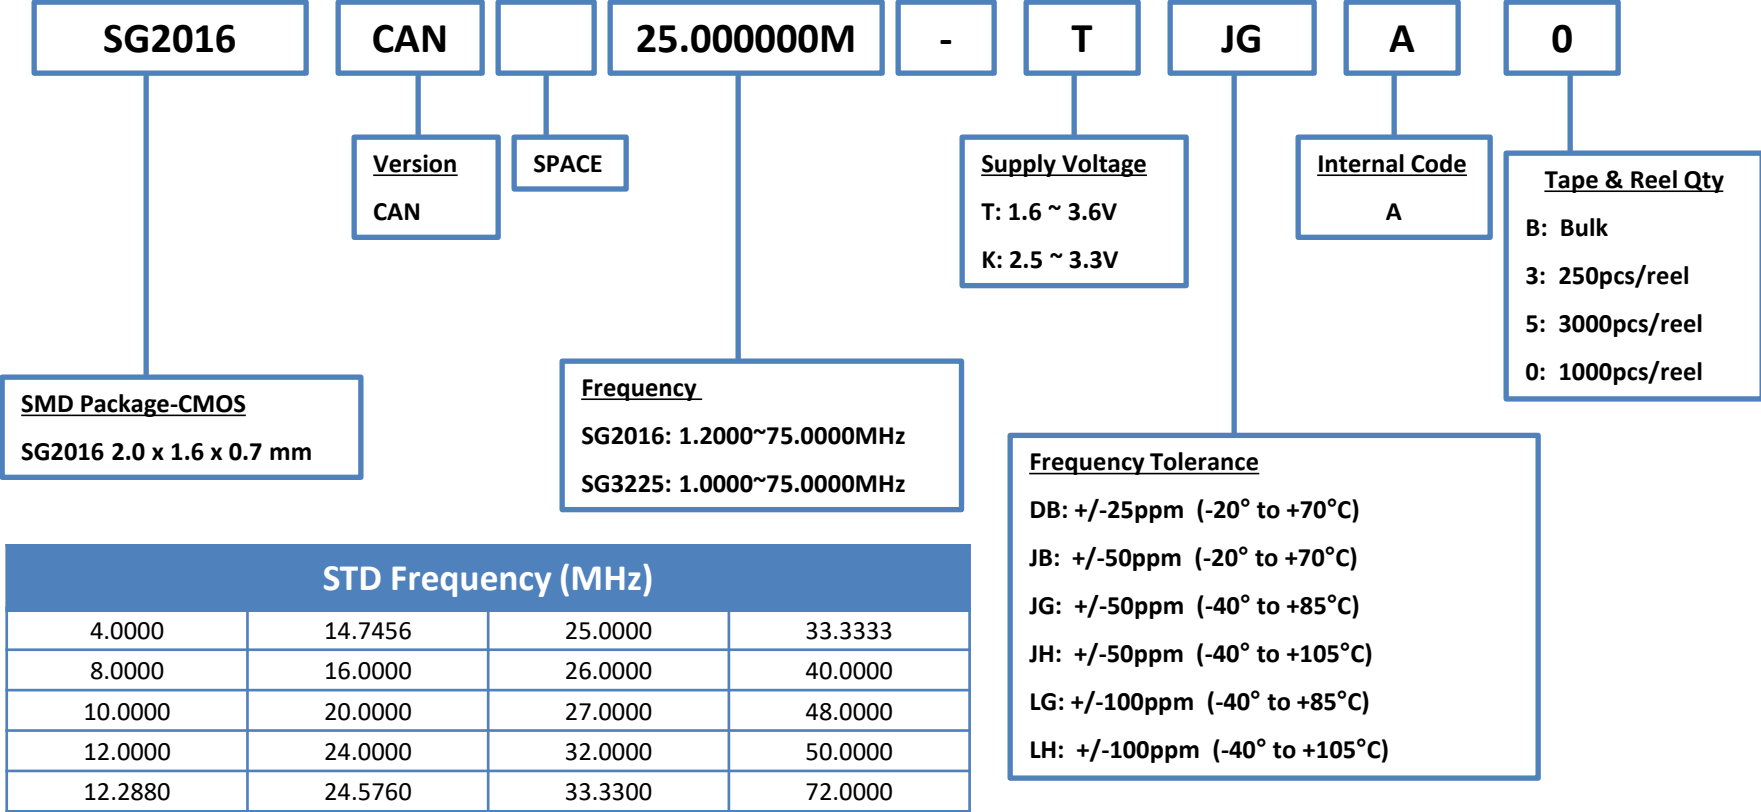 SG2016 CAN 25.000000M - T JG A 0
Version
CAN
SPACE
Supply Voltage
T: 1.6 ~ 3.6V
K: 2.5 ~ 3.3V
Internal Code
A
Tape & Reel Qty
B: Bulk
3: 250pcs/reel
5: 3000pcs/reel
0: 1000pcs/reel
SMD Package-CMOS
SG2016 2.0 x 1.6 x 0.7 mm
Frequency
SG2016: 1.2000~75.0000MHz
SG3225: 1.0000~75.0000MHz
Frequency Tolerance
DB: +/-25ppm (-20° to +70°C)
JB: +/-50ppm (-20° to +70°C)
JG: +/-50ppm (-40° to +85°C)
JH: +/-50ppm (-40° to +105°C)
LG: +/-100ppm (-40° to +85°C)
LH: +/-100ppm (-40° to +105°C)
STD Frequency (MHz)
4.0000 14.7456 25.0000 33.3333
8.0000 16.0000 26.0000 40.0000
10.0000 20.0000 27.0000 48.0000
12.0000 24.0000 32.0000 50.0000
12.2880 24.5760 33.3300 72.0000